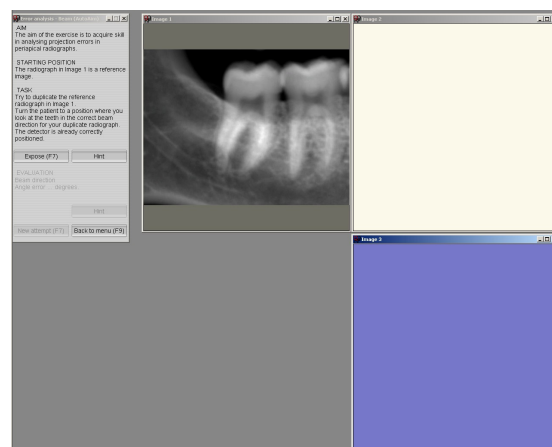 Error analysis - Beam (Autumn)
Image 1
Image 2
AIM
The aim of the exercise is to acquire skill
in analysing projection errors in
periapical radiographs.
STARTING POSITION
The radiograph in Image 1 is a reference
image.
TASK
Try to duplicate the reference
radiograph in Image 1.
Turn the patient to a position where you
look at the teeth in the correct beam
direction for your duplicate radiograph.
The detector is already correctly
positioned.
Expose (F7)
Hint
EVALUATION
Beam direction
Angle error ... degrees.
Hint
New attempt (F7)
Back to menu (F9)
Image 3